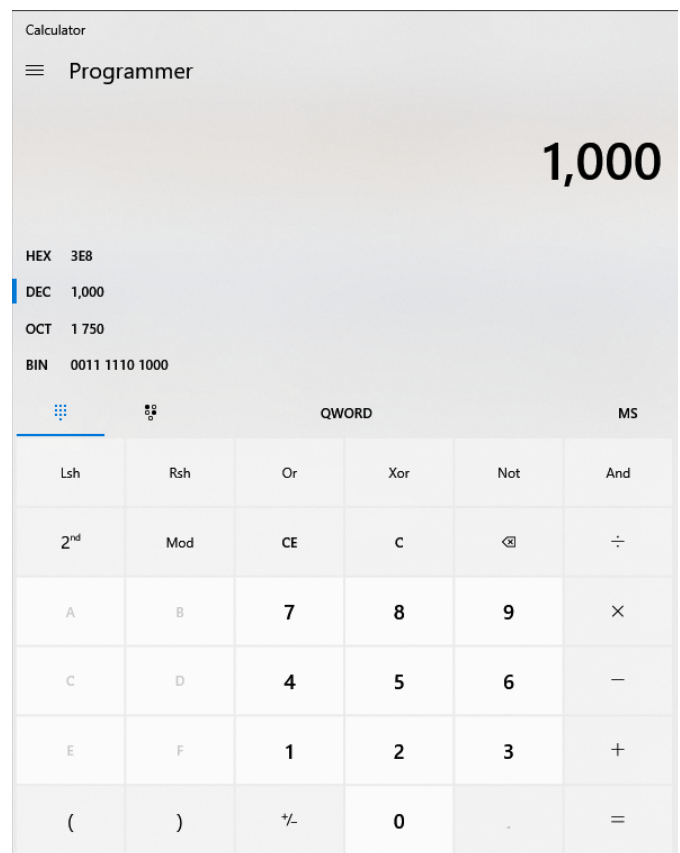 Calculator
Programmer
1,000
HEX 3E8
DEC 1,000
OCT 1 750
BIN 0011 1110 1000
QWORD MS
Lsh Rsh Or Xor Not And
2nd Mod CE C ÷
A B 7 8 9 ×
C D 4 5 6 −
E F 1 2 3 +
( ) +/− 0 . =